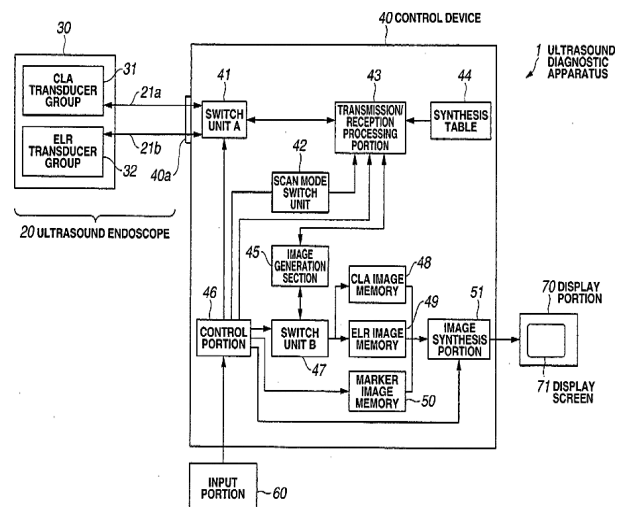 40 CONTROL DEVICE
1 ULTRASOUND
DIAGNOSTIC
APPARATUS
30
31
CLA
TRANSDUCER
GROUP
21a
ELR
TRANSDUCER
GROUP
21b
32
40a
20 ULTRASOUND ENDOSCOPE
41
SWITCH
UNIT A
43
TRANSMISSION/
RECEPTION
PROCESSING
PORTION
44
SYNTHESIS
TABLE
42
SCAN MODE
SWITCH
UNIT
45
IMAGE
GENERATION
SECTION
48
CLA IMAGE
MEMORY
46
CONTROL
PORTION
SWITCH
UNIT B
47
49
ELR IMAGE
MEMORY
51
IMAGE
SYNTHESIS
PORTION
MARKER
IMAGE
MEMORY
50
70 DISPLAY
PORTION
71 DISPLAY
SCREEN
INPUT
PORTION
60